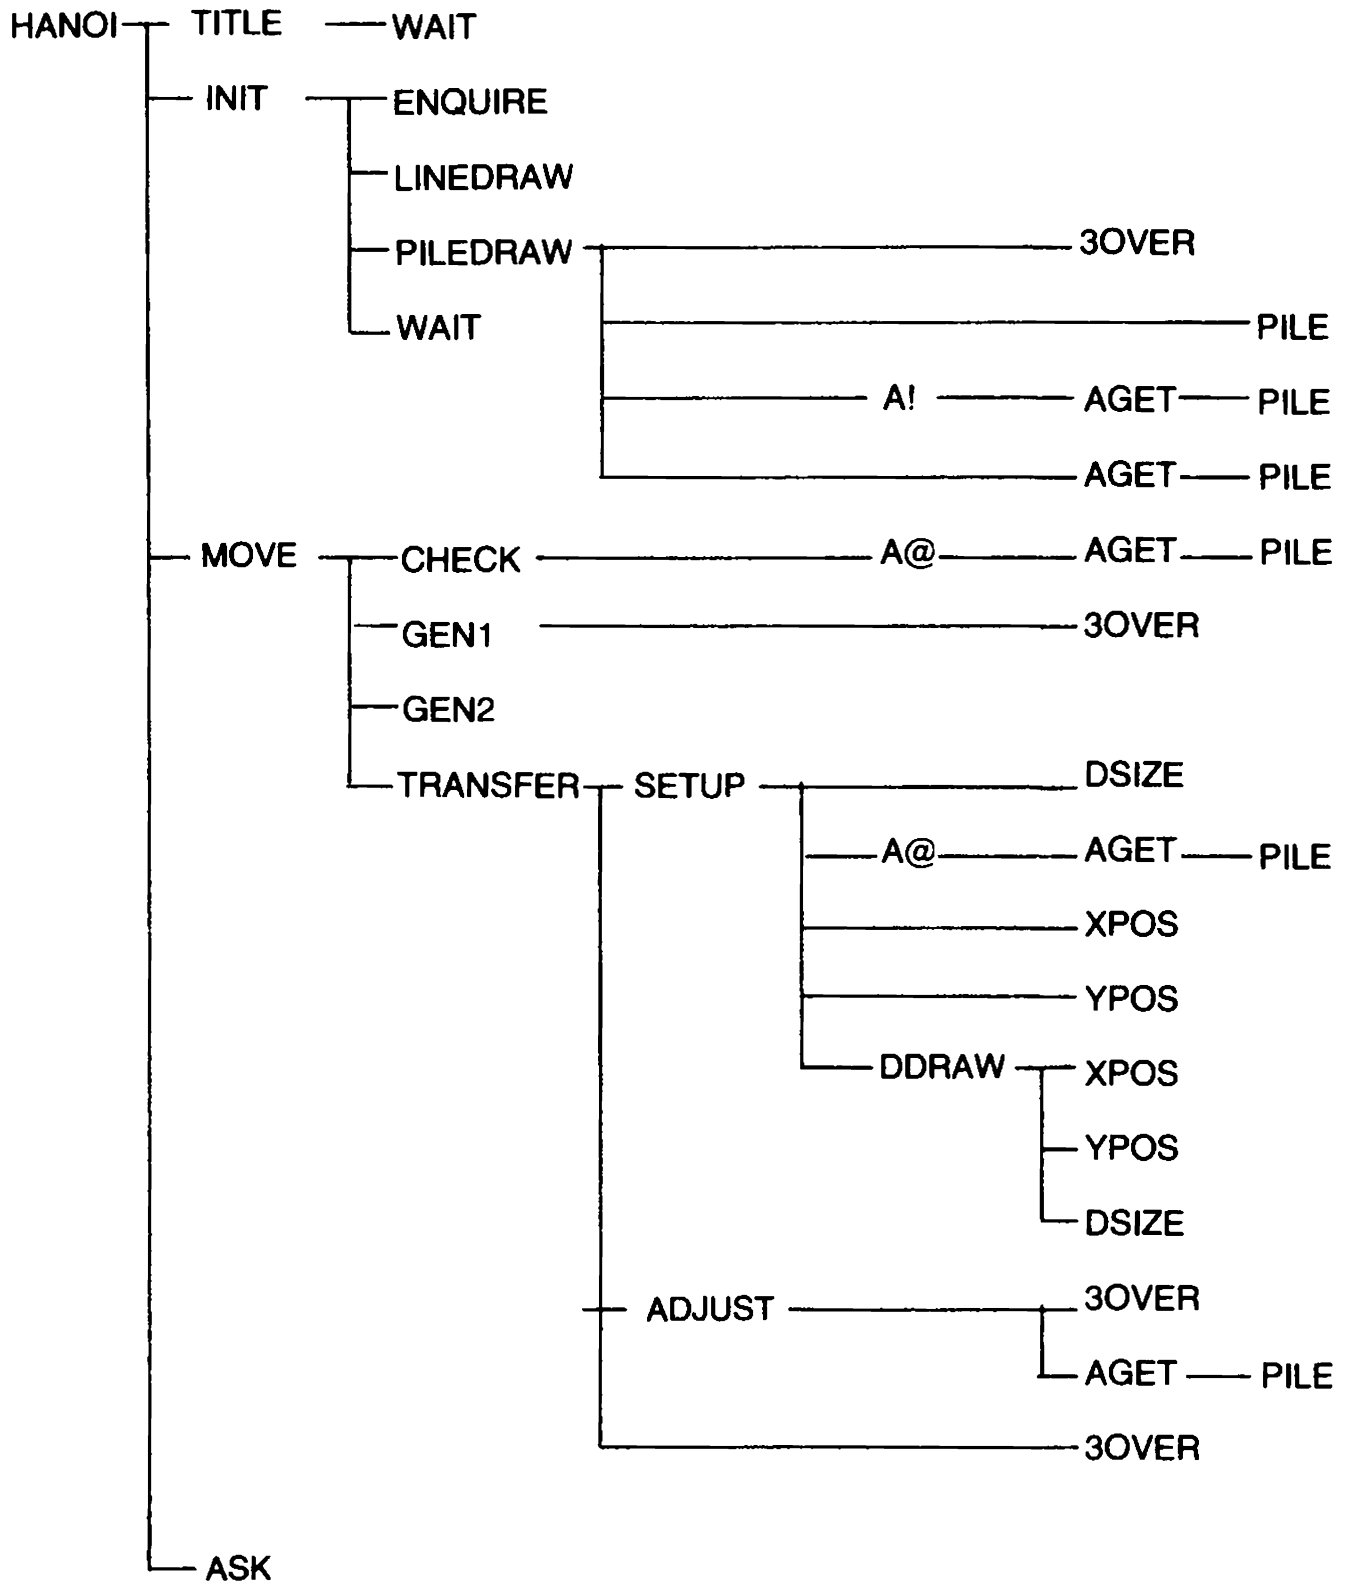 HANOI TITLE WAIT
INIT ENQUIRE
LINEDRAW
PILEDRAW 3OVER
WAIT PILE
A! AGET PILE
AGET PILE
MOVE CHECK A@ AGET PILE
GEN1 3OVER
GEN2
TRANSFER SETUP DSIZE
A@ AGET PILE
XPOS
YPOS
DDRAW XPOS
YPOS
DSIZE
ADJUST 3OVER
AGET PILE
3OVER
ASK